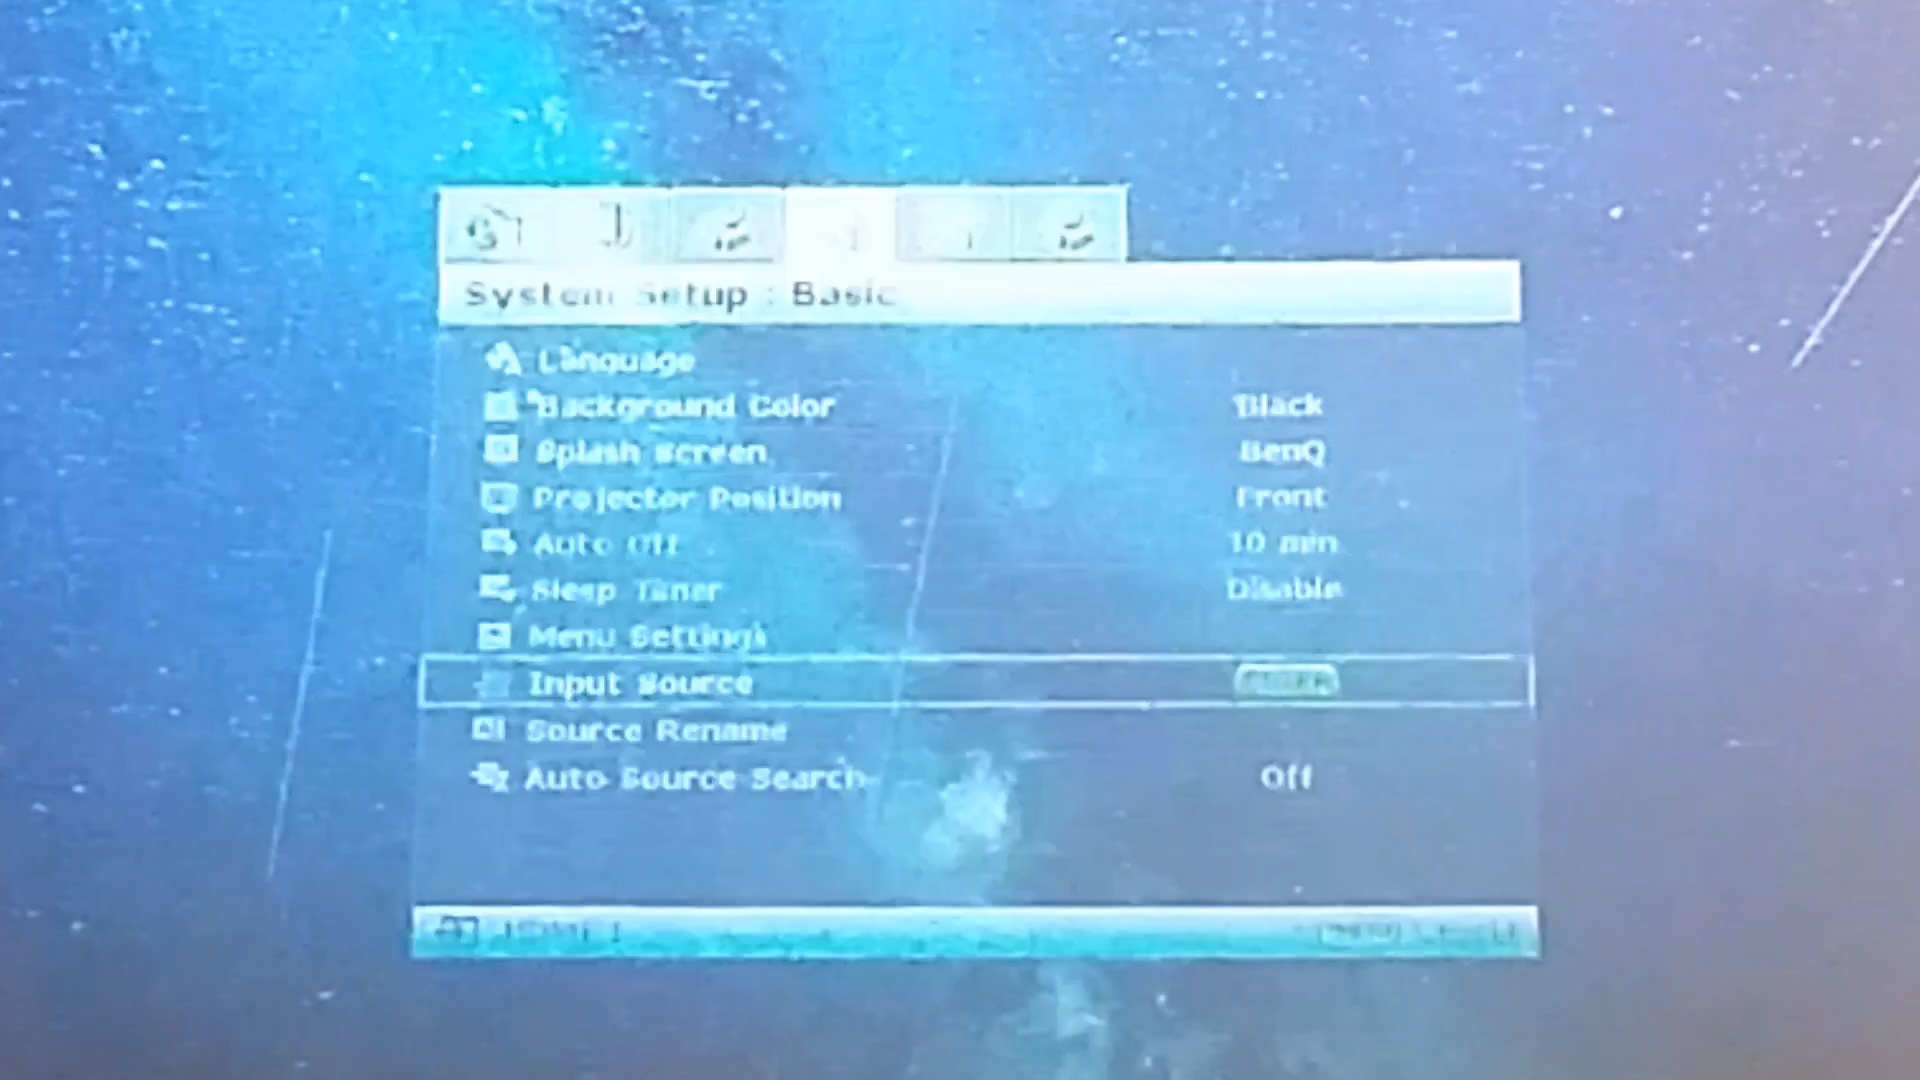 System Setup : Basic
Language
Background Color Black
Splash Screen BenQ
Projector Position Front
Auto Off 10 min
Sleep Timer Disable
Menu Settings
Input Source
Source Rename
Auto Source Search Off